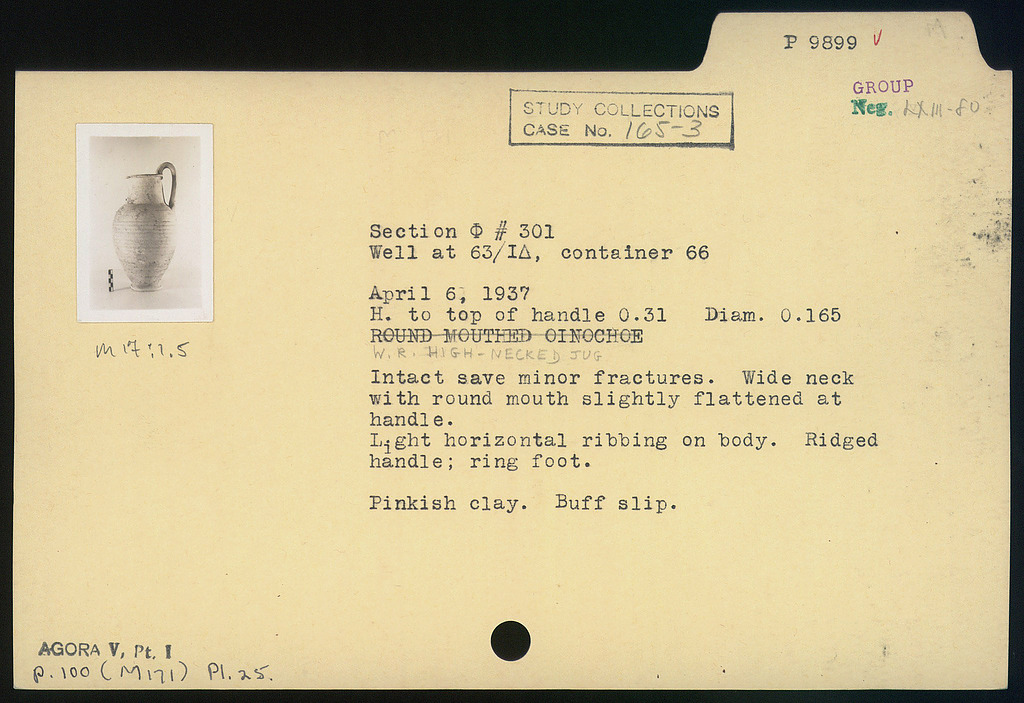 P 9899 V
M
GROUP
Neg. LXIII-80
STUDY COLLECTIONS
CASE No. 165-3
Section Φ # 301
Well at 63/ΙΔ, container 66
April 6, 1937
H. to top of handle 0.31 Diam. 0.165
ROUND MOUTHED OINOCHOE
W.R. HIGH-NECKED JUG
M 17:1.5
Intact save minor fractures. Wide neck
with round mouth slightly flattened at
handle.
Light horizontal ribbing on body. Ridged
handle; ring foot.
Pinkish clay. Buff slip.
AGORA V, Pt. I
p. 100 (M171) Pl. 25.